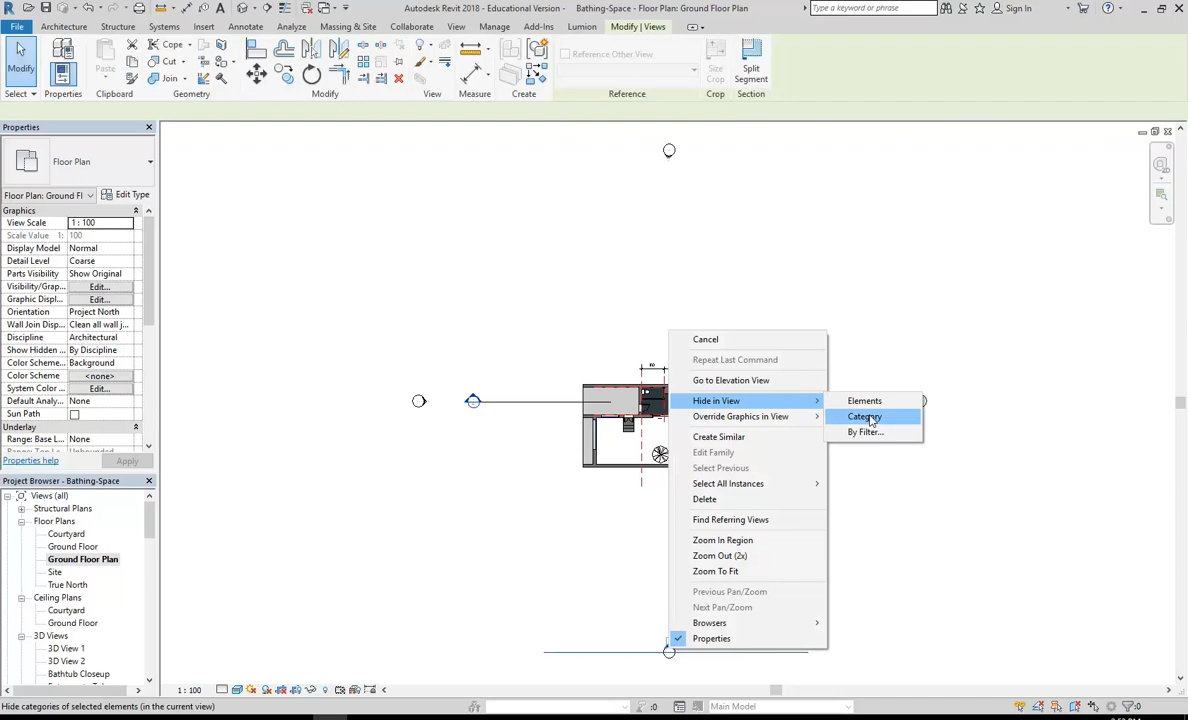 Autodesk Revit 2018 - Educational Version - Bathing-Space - Floor Plan: Ground Floor Plan
Type a keyword or phrase
Sign In
File Architecture Structure Systems Insert Annotate Analyze Massing & Site Collaborate View Manage Add-Ins Lumion Modify | Views
Modify
Paste
Cope
Cut
Join
Reference Other View
Size
Crop
Split
Segment
Select Properties Clipboard Geometry Modify View Measure Create Reference Crop Section
Properties
Floor Plan
Floor Plan: Ground Fl
Edit Type
Graphics
View Scale 1 : 100
Scale Value 1: 100
Display Model Normal
Detail Level Coarse
Parts Visibility Show Original
Visibility/Grap... Edit...
Graphic Displ... Edit...
Orientation Project North
Wall Join Disp... Clean all wall j...
Discipline Architectural
Show Hidden ... By Discipline
Color Scheme... Background
Color Scheme <none>
System Color ... Edit...
Default Analy... None
Sun Path
Underlay
Range: Base L... None
Properties help
Apply
Project Browser - Bathing-Space
Views (all)
Structural Plans
Floor Plans
Courtyard
Ground Floor
Ground Floor Plan
Site
True North
Ceiling Plans
Courtyard
Ground Floor
3D Views
3D View 1
3D View 2
Bathtub Closeup
Cancel
Repeat Last Command
Go to Elevation View
Hide in View
Override Graphics in View
Create Similar
Edit Family
Select Previous
Select All Instances
Delete
Find Referring Views
Zoom In Region
Zoom Out (2x)
Zoom To Fit
Previous Pan/Zoom
Next Pan/Zoom
Browsers
Properties
Elements
Category
By Filter...
1 : 100
Hide categories of selected elements (in the current view)
:0
Main Model
:0